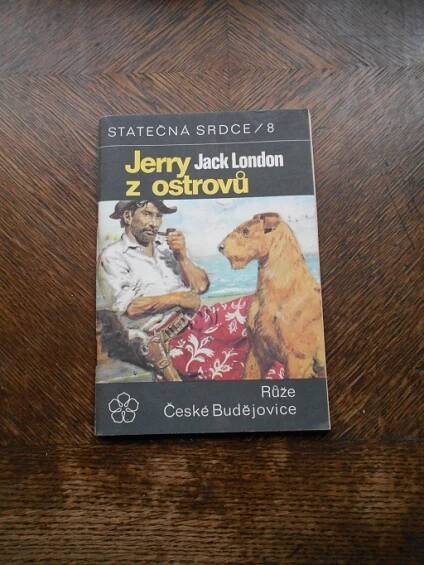 STATEČNÁ SRDCE/8
Jerry Jack London
z ostrovů
Růže
České Budějovice